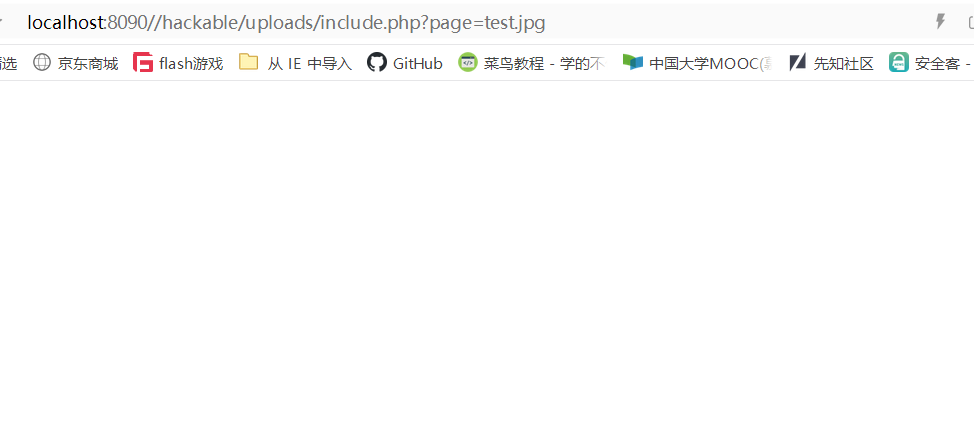 localhost:8090//hackable/uploads/include.php?page=test.jpg
选 京东商城 flash游戏 从 IE 中导入 GitHub 菜鸟教程 - 学的不 中国大学MOOC( 先知社区 安全客 -